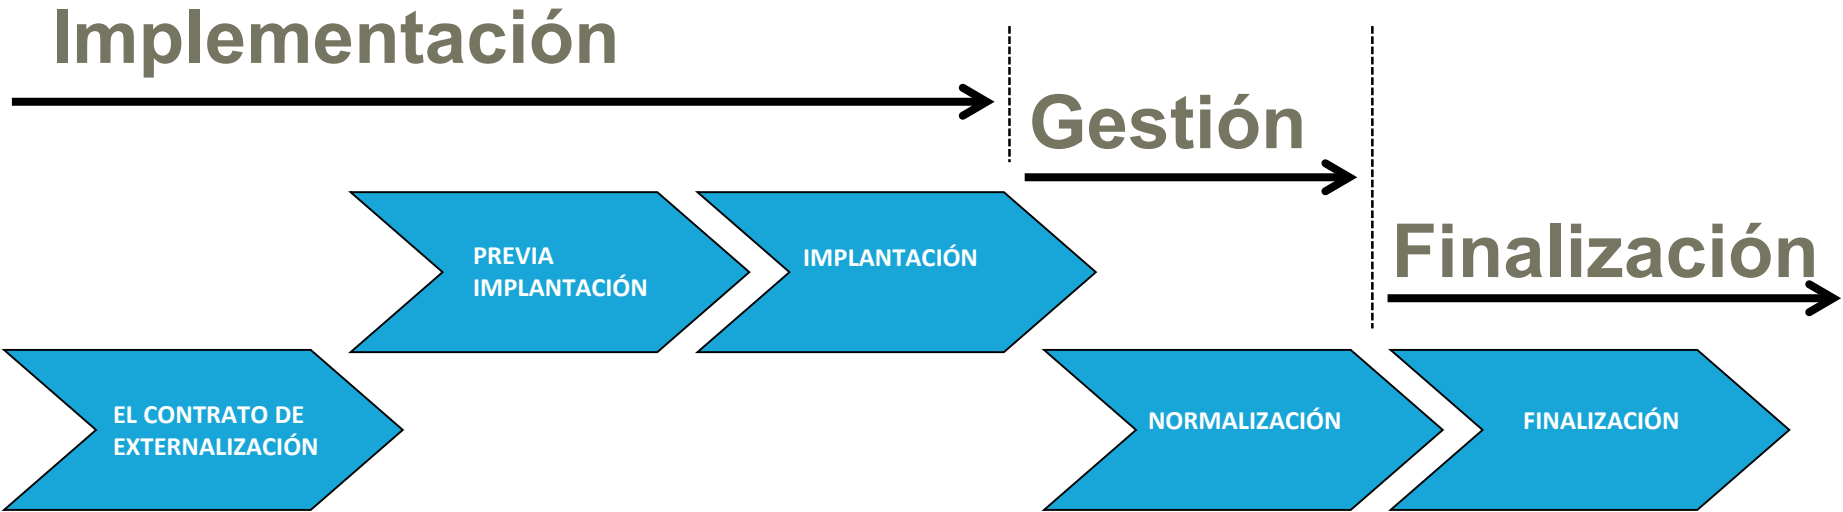 Implementación
Gestión
Finalización
PREVIA
IMPLANTACIÓN
IMPLANTACIÓN
EL CONTRATO DE
EXTERNALIZACIÓN
NORMALIZACIÓN
FINALIZACIÓN